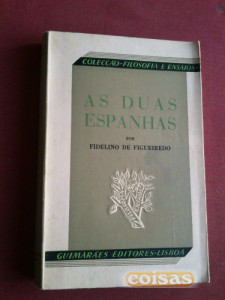 COLECÇÃO-FILOSOFIA E ENSAIOS
AS DUAS
ESPANHAS
POR
FIDELINO DE FIGUEIREDO
GUIMARÃES EDITORES-LISBOA
coisas